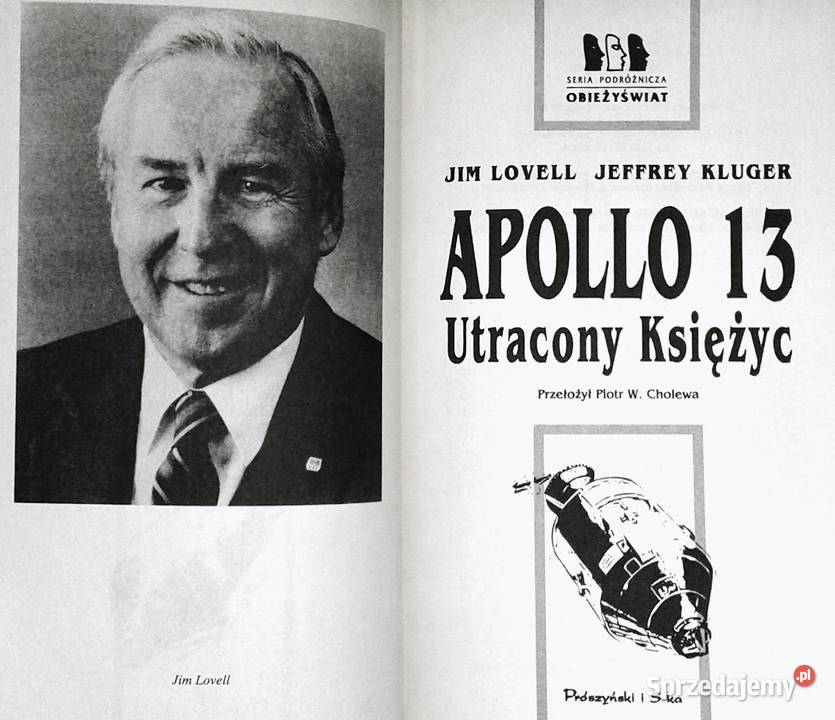 Jim Lovell
SERIA PODRÓŻNICZA
OBIEŻYŚWIAT
JIM LOVELL JEFFREY KLUGER
APOLLO 13
Utracony Księżyc
Przełożył Piotr W. Cholewa
Prószyński i S-ka
Sprzedajemy.pl